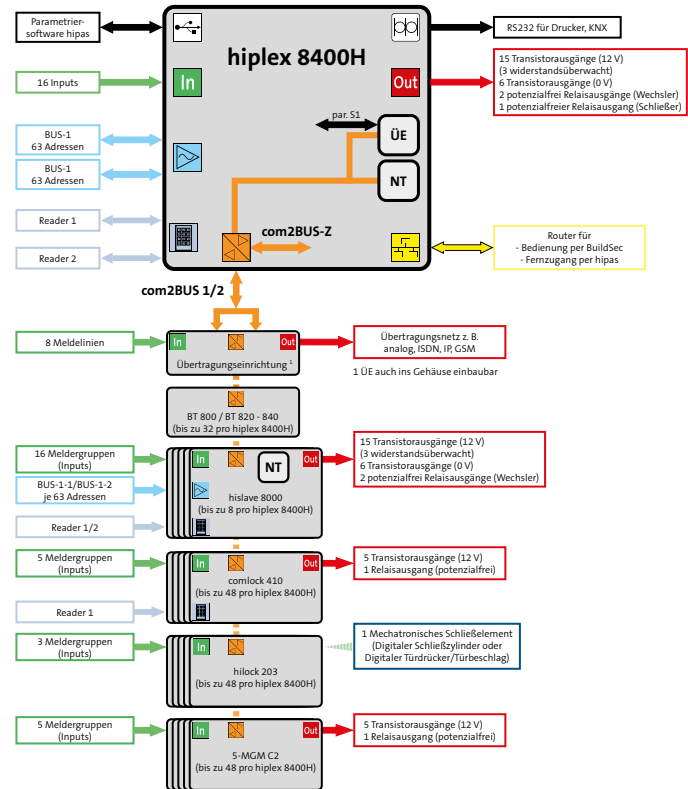 Parametrier-
software hipas
hiplex 8400H
RS232 für Drucker, KNX
16 Inputs
In
Out
15 Transistorausgänge (12 V)
(3 widerstandsüberwacht)
6 Transistorausgänge (0 V)
2 potenzialfrei Relaisausgänge (Wechsler)
1 potenzialfreier Relaisausgang (Schließer)
par. S1
ÜE
BUS-1
63 Adressen
BUS-1
63 Adressen
NT
Reader 1
Reader 2
com2BUS-Z
Router für
- Bedienung per BuildSec
- Fernzugang per hipas
com2BUS 1/2
8 Meldelinien
In
Out
Übertragungseinrichtung 1
Übertragungsnetz z. B.
analog, ISDN, IP, GSM
1 ÜE auch ins Gehäuse einbaubar
BT 800 / BT 820 - 840
(bis zu 32 pro hiplex 8400H)
16 Meldergruppen
(Inputs)
In
NT
Out
15 Transistorausgänge (12 V)
(3 widerstandsüberwacht)
6 Transistorausgänge (0 V)
2 potenzialfrei Relaisausgänge (Wechsler)
BUS-1-1/BUS-1-2
je 63 Adressen
hislave 8000
(bis zu 8 pro hiplex 8400H)
Reader 1/2
5 Meldergruppen
(Inputs)
In
Out
comlock 410
(bis zu 48 pro hiplex 8400H)
5 Transistorausgänge (12 V)
1 Relaisausgang (potenzialfrei)
Reader 1
3 Meldergruppen
(Inputs)
In
hilock 203
(bis zu 48 pro hiplex 8400H)
1 Mechatronisches Schließelement
(Digitaler Schließzylinder oder
Digitaler Türdrücker/Türbeschlag)
5 Meldergruppen
(Inputs)
In
Out
5-MGM C2
(bis zu 48 pro hiplex 8400H)
5 Transistorausgänge (12 V)
1 Relaisausgang (potenzialfrei)